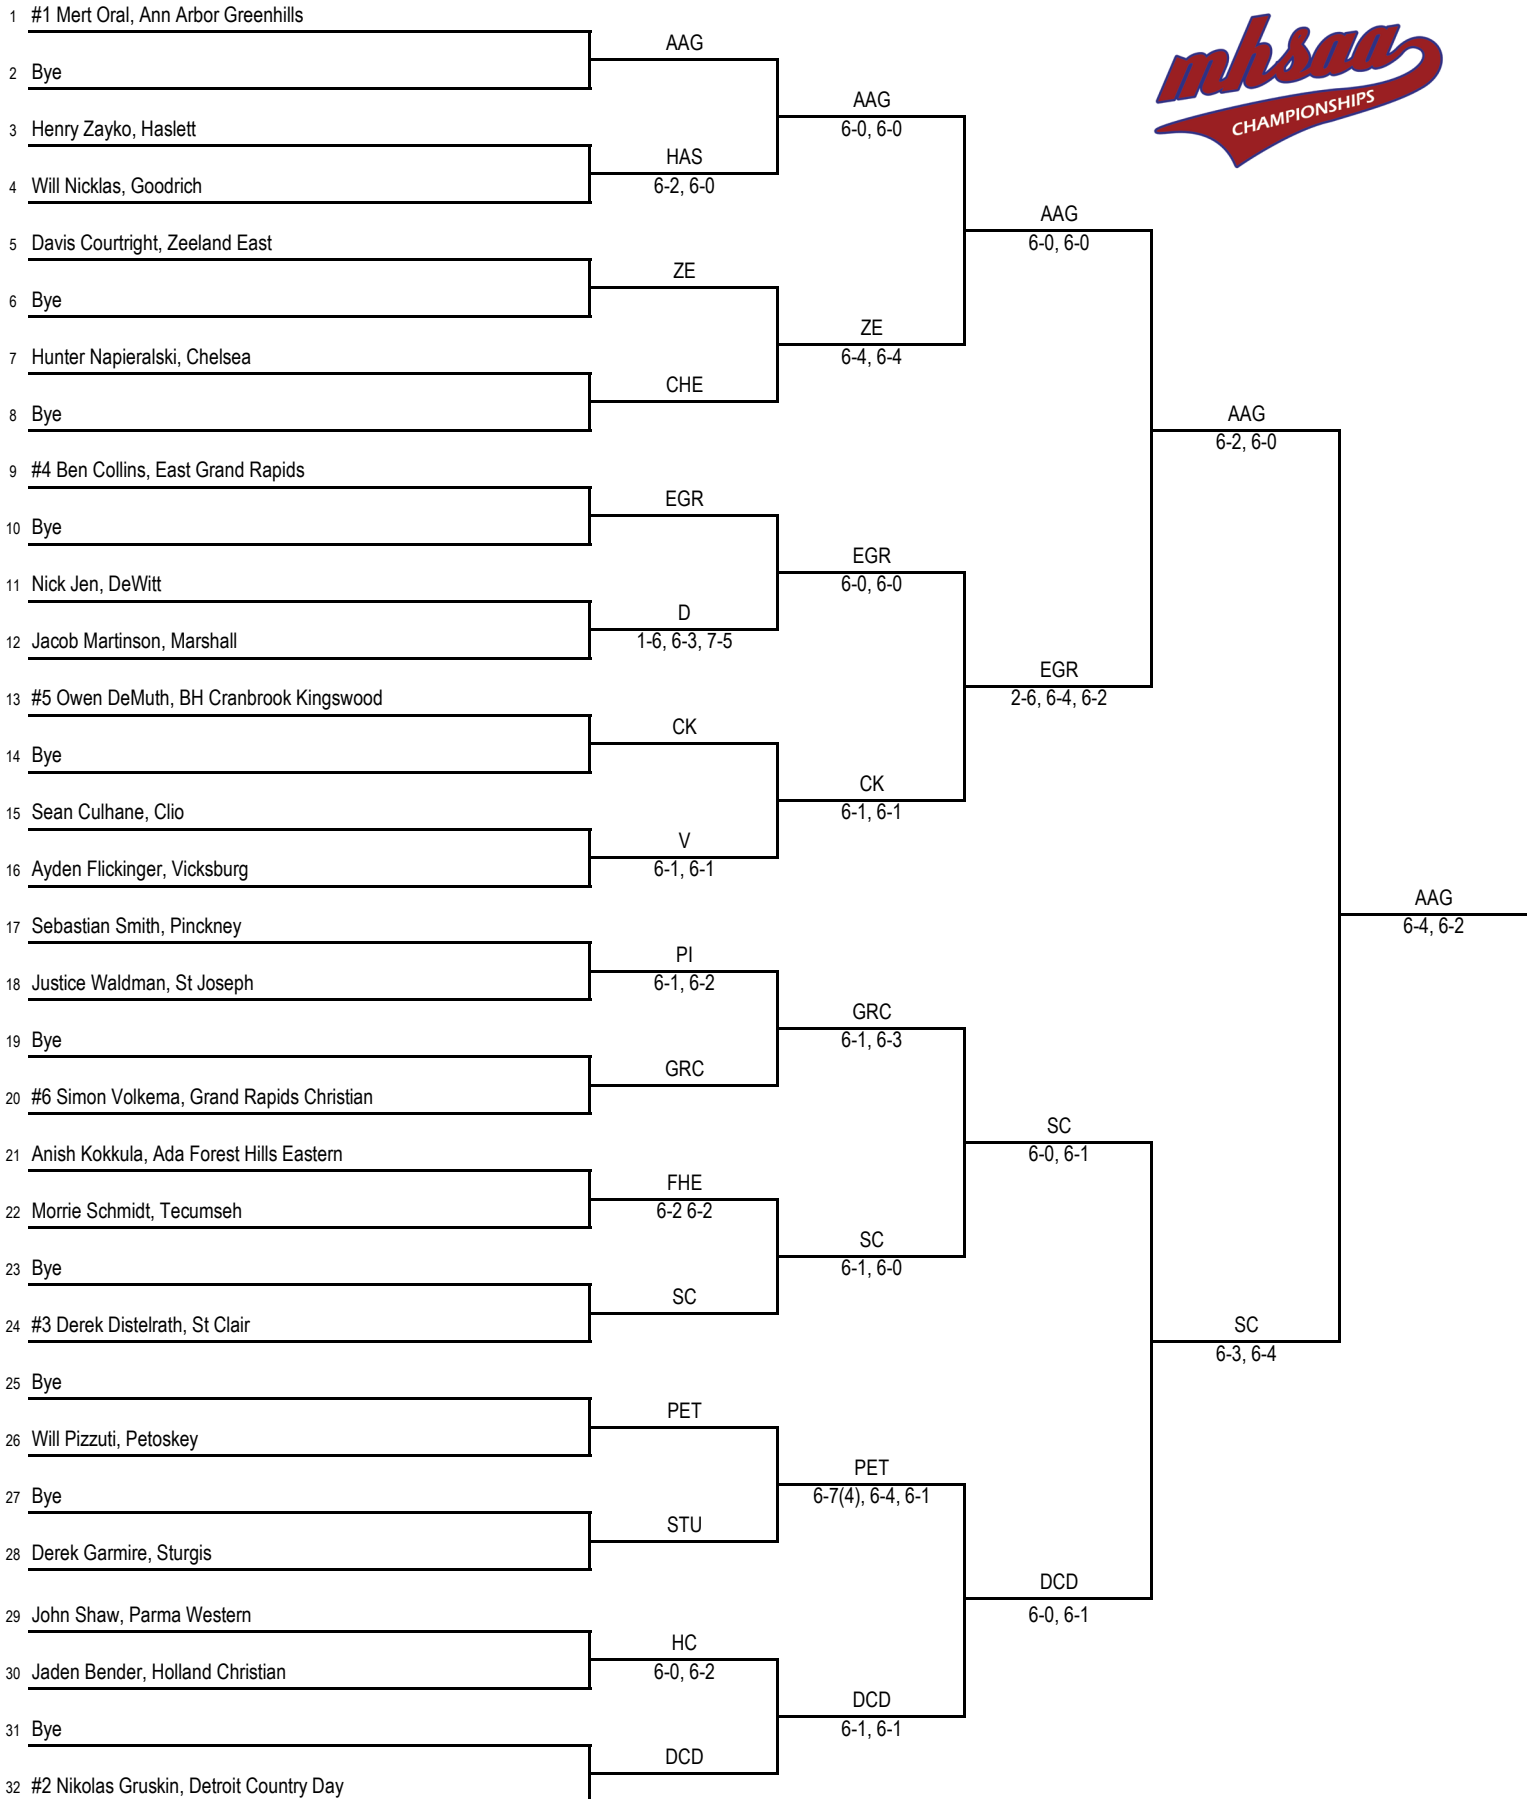 1 #1 Mert Oral, Ann Arbor Greenhills
2 Bye
3 Henry Zayko, Haslett
4 Will Nicklas, Goodrich
5 Davis Courtright, Zeeland East
6 Bye
7 Hunter Napieralski, Chelsea
8 Bye
9 #4 Ben Collins, East Grand Rapids
10 Bye
11 Nick Jen, DeWitt
12 Jacob Martinson, Marshall
13 #5 Owen DeMuth, BH Cranbrook Kingswood
14 Bye
15 Sean Culhane, Clio
16 Ayden Flickinger, Vicksburg
17 Sebastian Smith, Pinckney
18 Justice Waldman, St Joseph
19 Bye
20 #6 Simon Volkema, Grand Rapids Christian
21 Anish Kokkula, Ada Forest Hills Eastern
22 Morrie Schmidt, Tecumseh
23 Bye
24 #3 Derek Distelrath, St Clair
25 Bye
26 Will Pizzuti, Petoskey
27 Bye
28 Derek Garmire, Sturgis
29 John Shaw, Parma Western
30 Jaden Bender, Holland Christian
31 Bye
32 #2 Nikolas Gruskin, Detroit Country Day
AAG
HAS
6-2, 6-0
ZE
CHE
EGR
D
1-6, 6-3, 7-5
CK
V
6-1, 6-1
PI
6-1, 6-2
GRC
FHE
6-2 6-2
SC
PET
STU
HC
6-0, 6-2
DCD
AAG
6-0, 6-0
ZE
6-4, 6-4
EGR
6-0, 6-0
CK
6-1, 6-1
GRC
6-1, 6-3
SC
6-1, 6-0
PET
6-7(4), 6-4, 6-1
DCD
6-1, 6-1
AAG
6-0, 6-0
EGR
2-6, 6-4, 6-2
SC
6-0, 6-1
DCD
6-0, 6-1
AAG
6-2, 6-0
SC
6-3, 6-4
AAG
6-4, 6-2
mhsaa
CHAMPIONSHIPS